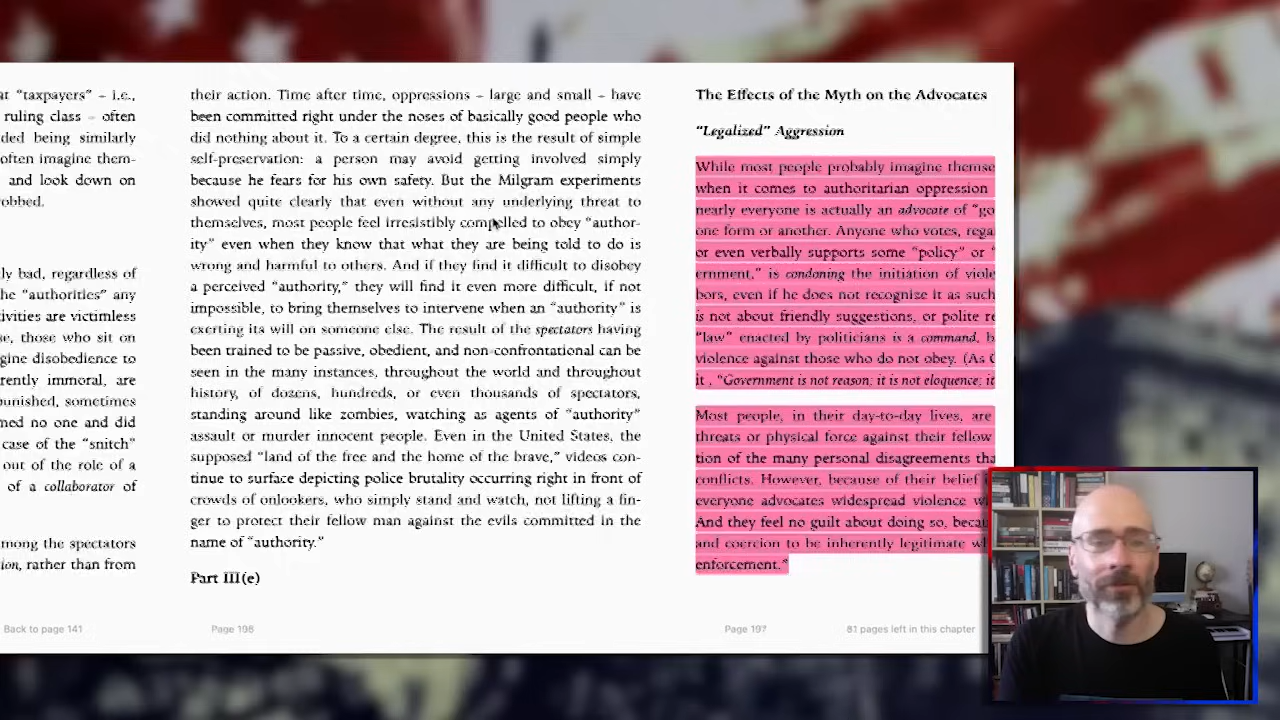 at “taxpayers” – i.e.,
ruling class – often
ded being similarly
often imagine them-
and look down on
robbed.
ly bad, regardless of
he “authorities” any
tivities are victimless
se, those who sit on
gine disobedience to
rently immoral, are
punished, sometimes
med no one and did
case of the “snitch”
out of the role of a
of a collaborator of
mong the spectators
ion, rather than from
Back to page 141
their action. Time after time, oppressions – large and small – have
been committed right under the noses of basically good people who
did nothing about it. To a certain degree, this is the result of simple
self-preservation: a person may avoid getting involved simply
because he fears for his own safety. But the Milgram experiments
showed quite clearly that even without any underlying threat to
themselves, most people feel irresistibly compelled to obey “author-
ity” even when they know that what they are being told to do is
wrong and harmful to others. And if they find it difficult to disobey
a perceived “authority,” they will find it even more difficult, if not
impossible, to bring themselves to intervene when an “authority” is
exerting its will on someone else. The result of the spectators having
been trained to be passive, obedient, and non-confrontational can be
seen in the many instances, throughout the world and throughout
history, of dozens, hundreds, or even thousands of spectators,
standing around like zombies, watching as agents of “authority”
assault or murder innocent people. Even in the United States, the
supposed “land of the free and the home of the brave,” videos con-
tinue to surface depicting police brutality occurring right in front of
crowds of onlookers, who simply stand and watch, not lifting a fin-
ger to protect their fellow man against the evils committed in the
name of “authority.”
Part III(e)
Page 196
The Effects of the Myth on the Advocates
“Legalized” Aggression
While most people probably imagine themse
when it comes to authoritarian oppression
nearly everyone is actually an advocate of “go
one form or another. Anyone who votes, rega
or even verbally supports some “policy” or “
ernment,” is condoning the initiation of viole
bors, even if he does not recognize it as such
is not about friendly suggestions, or polite re
“law” enacted by politicians is a command, b
violence against those who do not obey. (As G
it , “Government is not reason; it is not eloquence; it
Most people, in their day-to-day lives, are
threats or physical force against their fellow
tion of the many personal disagreements tha
conflicts. However, because of their belief
everyone advocates widespread violence w
And they feel no guilt about doing so, becau
and coercion to be inherently legitimate wh
enforcement.”
Page 197
81 pages left in this chapter